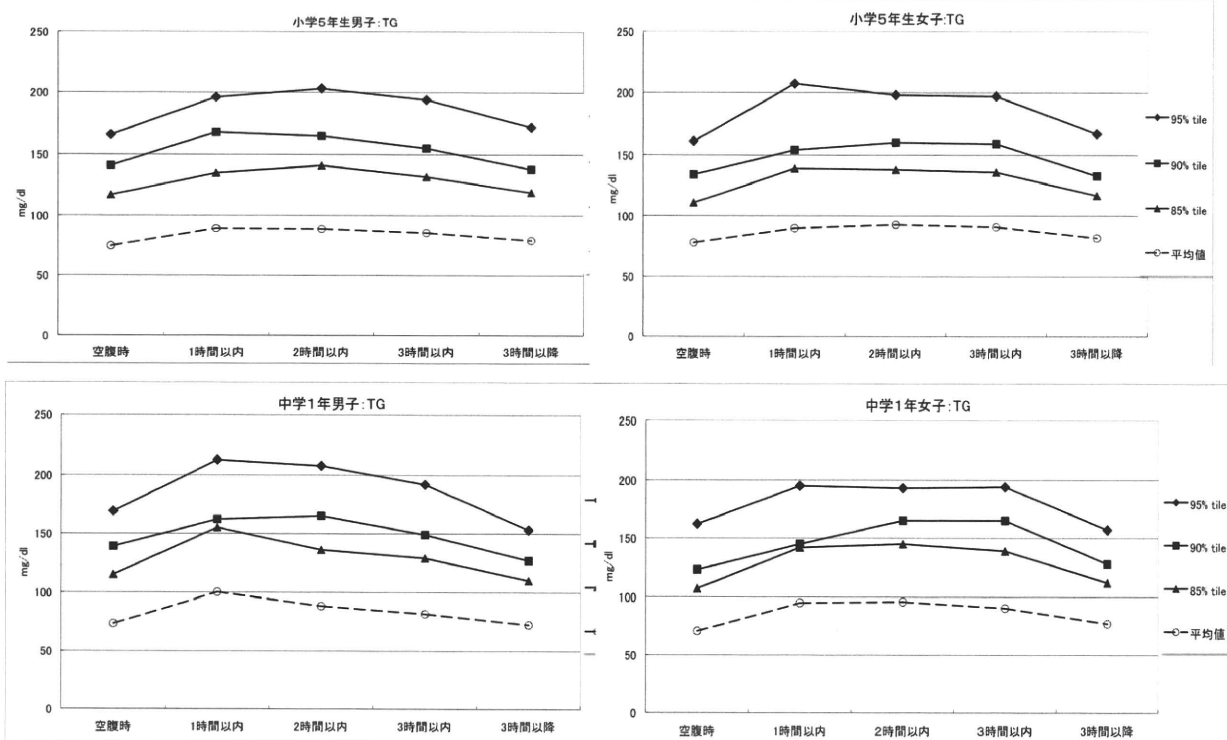 小学5年生男子:TG
250
200
150
100
50
0
mg/dl
空腹時 1時間以内 2時間以内 3時間以内 3時間以降
小学5年生女子:TG
250
200
150
100
50
0
mg/dl
空腹時 1時間以内 2時間以内 3時間以内 3時間以降
95% tile
90% tile
85% tile
平均値
中学1年男子:TG
250
200
150
100
50
0
mg/dl
空腹時 1時間以内 2時間以内 3時間以内 3時間以降
中学1年女子:TG
250
200
150
100
50
0
mg/dl
空腹時 1時間以内 2時間以内 3時間以内 3時間以降
95% tile
90% tile
85% tile
平均値